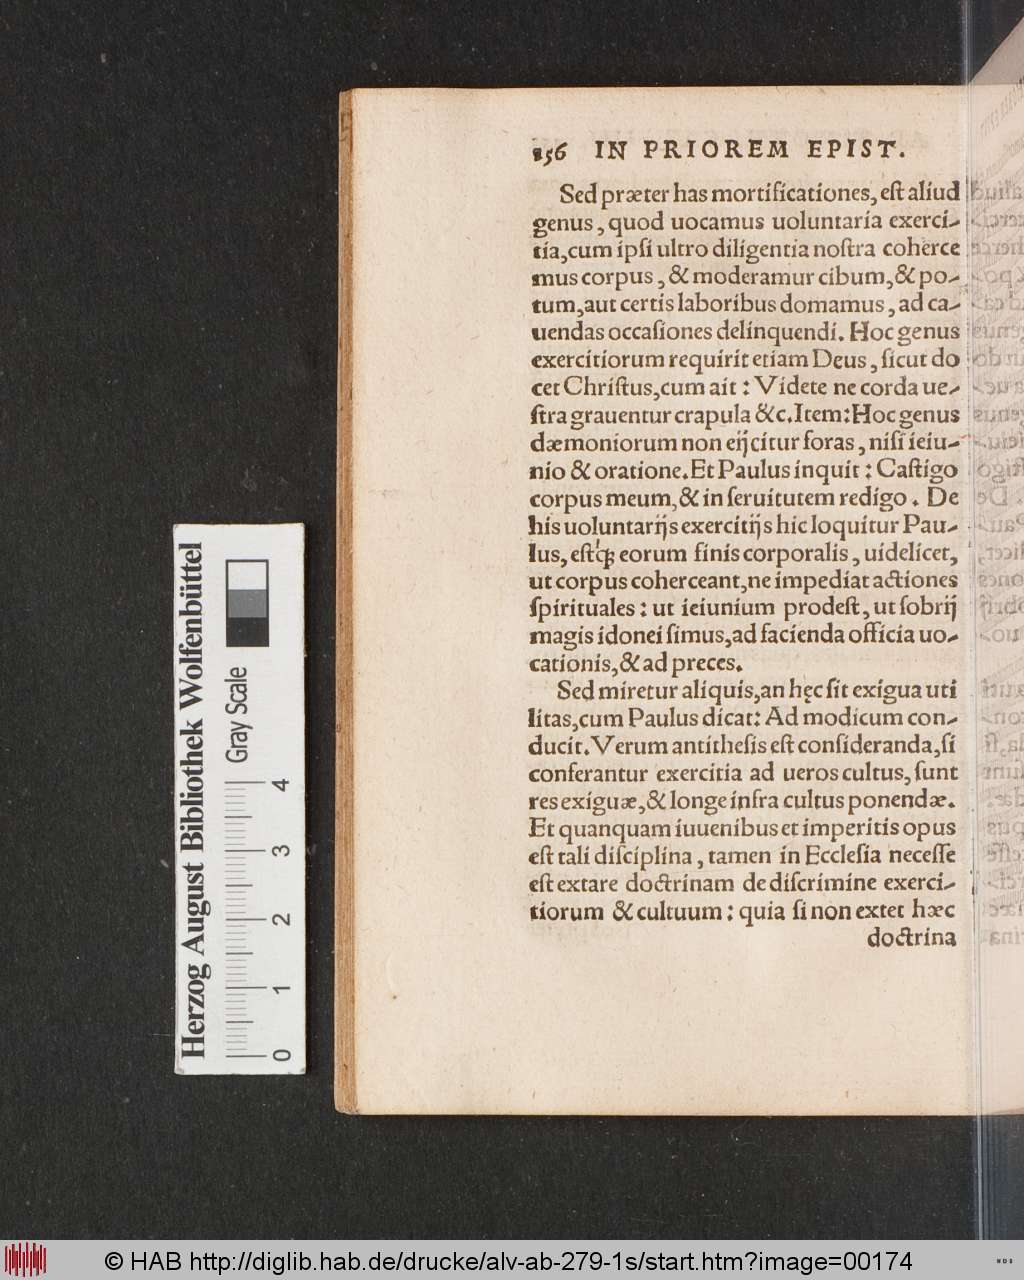 156 IN PRIOREM EPIST.
Sed præter has mortificationes, est aliud
genus, quod uocamus uoluntaria exerci-
tia, cum ipsi ultro diligentia nostra coherce
mus corpus, & moderamur cibum, & po-
tum, aut certis laboribus domamus, ad ca-
uendas occasiones delinquendi. Hoc genus
exercitiorum requirit etiam Deus, sicut do
cet Christus, cum ait: Videte ne corda ue-
stra grauentur crapula &c. Item: Hoc genus
dæmoniorum non eijcitur foras, nisi ieiu-
nio & oratione. Et Paulus inquit: Castigo
corpus meum, & in seruitutem redigo. De
his uoluntarijs exercitijs hic loquitur Pau-
lus, estq́ꝫ eorum finis corporalis, uidelicet,
ut corpus coherceant, ne impediat actiones
spirituales: ut ieiunium prodest, ut sobrij
magis idonei simus, ad facienda officia uo-
cationis, & ad preces.
Sed miretur aliquis, an hęc sit exigua uti
litas, cum Paulus dicat: Ad modicum con-
ducit. Verum antithesis est consideranda, si
conferantur exercitia ad ueros cultus, sunt
res exiguæ, & longe infra cultus ponendæ.
Et quanquam iuuenibus et imperitis opus
est tali disciplina, tamen in Ecclesia necesse
est extare doctrinam de discrimine exerci-
tiorum & cultuum: quia si non extet hæc
doctrina
Herzog August Bibliothek Wolfenbüttel
Gray Scale
0 1 2 3 4
© HAB http://diglib.hab.de/drucke/alv-ab-279-1s/start.htm?image=00174